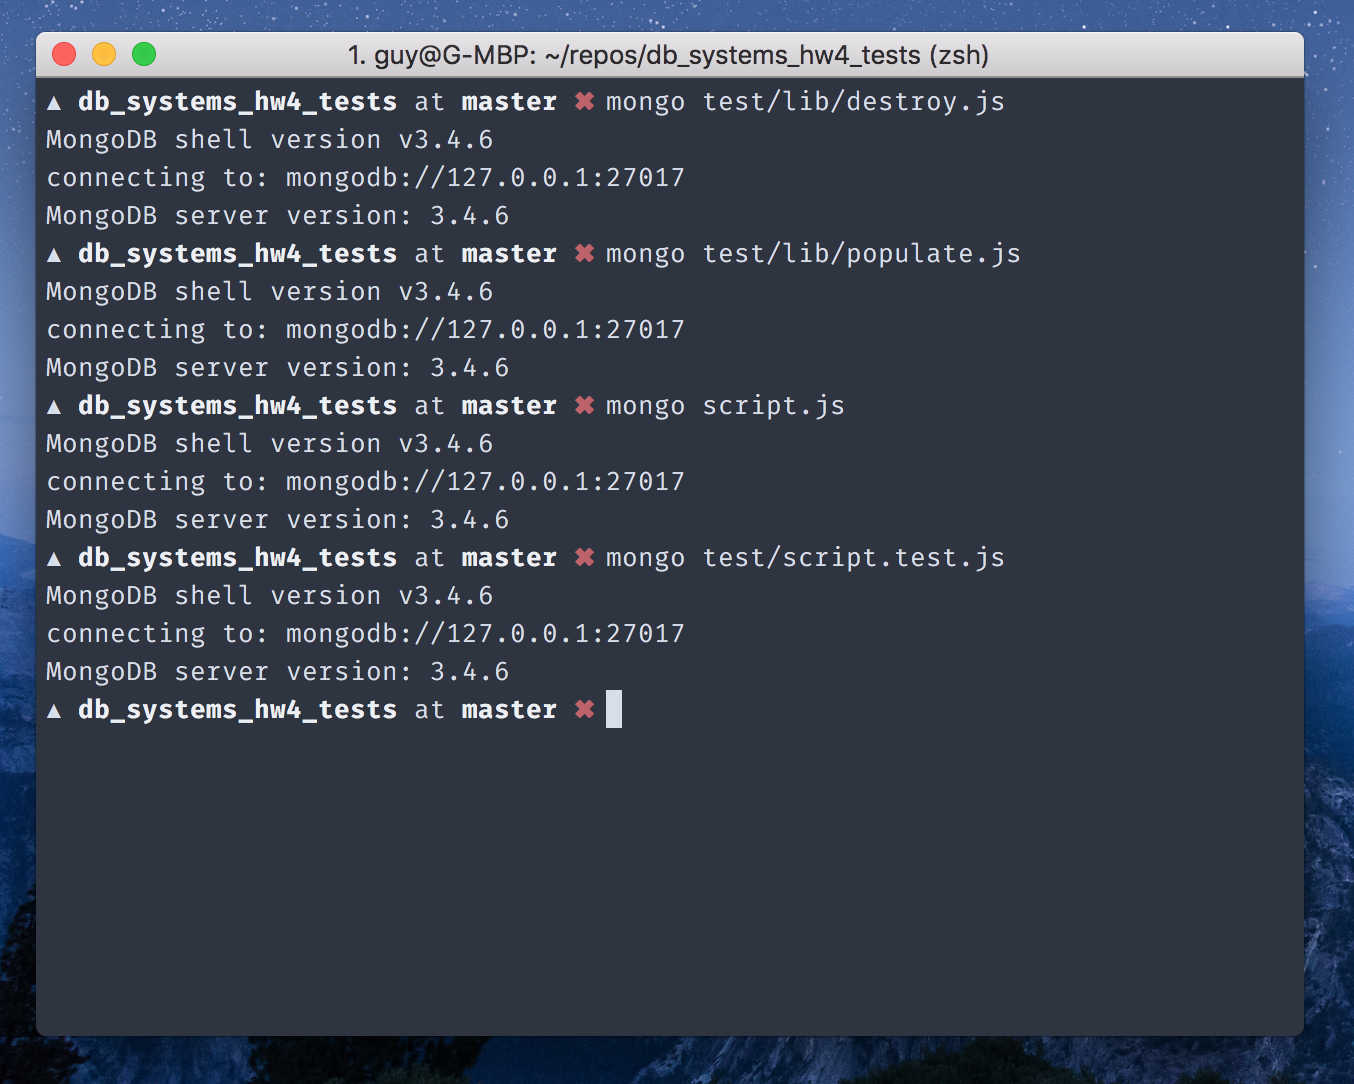 1. guy@G-MBP: ~/repos/db_systems_hw4_tests (zsh)
▲ db_systems_hw4_tests at master ✖ mongo test/lib/destroy.js
MongoDB shell version v3.4.6
connecting to: mongodb://127.0.0.1:27017
MongoDB server version: 3.4.6
▲ db_systems_hw4_tests at master ✖ mongo test/lib/populate.js
MongoDB shell version v3.4.6
connecting to: mongodb://127.0.0.1:27017
MongoDB server version: 3.4.6
▲ db_systems_hw4_tests at master ✖ mongo script.js
MongoDB shell version v3.4.6
connecting to: mongodb://127.0.0.1:27017
MongoDB server version: 3.4.6
▲ db_systems_hw4_tests at master ✖ mongo test/script.test.js
MongoDB shell version v3.4.6
connecting to: mongodb://127.0.0.1:27017
MongoDB server version: 3.4.6
▲ db_systems_hw4_tests at master ✖